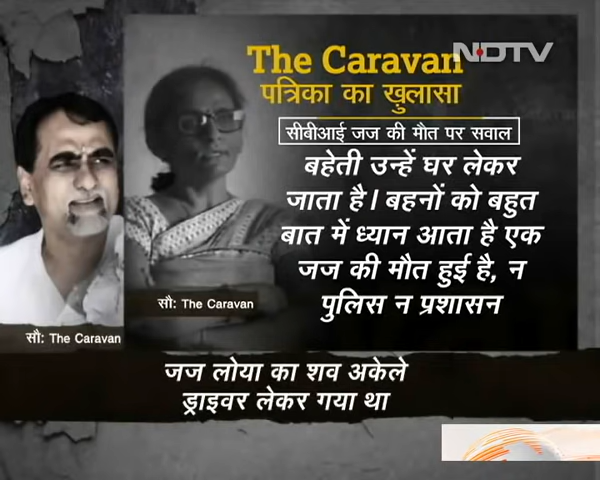 The Caravan
NDTV
पत्रिका का ख़ुलासा
सीबीआई जज की मौत पर सवाल
बहेती उन्हें घर लेकर
जाता है। बहनों को बहुत
बात में ध्यान आता है एक
जज की मौत हुई है, न
पुलिस न प्रशासन
सौ: The Caravan
सौ: The Caravan
जज लोया का शव अकेले
ड्राइवर लेकर गया था